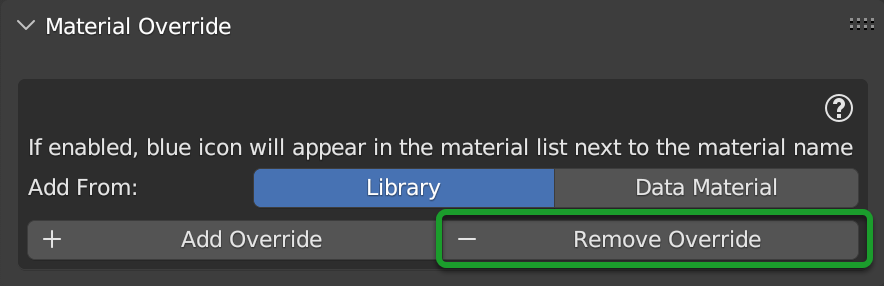 Material Override
?
If enabled, blue icon will appear in the material list next to the material name
Add From: Library Data Material
+ Add Override − Remove Override